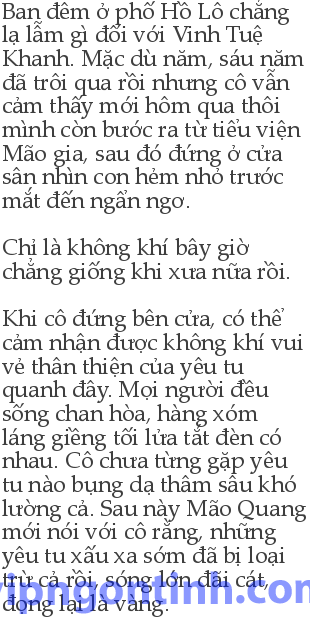 Ban đêm ở phố Hồ Lô chẳng
lạ lẫm gì đối với Vinh Tuệ
Khanh. Mặc dù năm, sáu năm
đã trôi qua rồi nhưng cô vẫn
cảm thấy mới hôm qua thôi
mình còn bước ra từ tiểu viện
Mão gia, sau đó đứng ở cửa
sân nhìn con hẻm nhỏ trước
mắt đến ngẩn ngơ.
Chỉ là không khí bây giờ
chẳng giống khi xưa nữa rồi.
Khi cô đứng bên cửa, có thể
cảm nhận được không khí vui
vẻ thân thiện của yêu tu
quanh đây. Mọi người đều
sống chan hòa, hàng xóm
láng giềng tối lửa tắt đèn có
nhau. Cô chưa từng gặp yêu
tu nào bụng dạ thâm sâu khó
lường cả. Sau này Mão Quang
mới nói với cô rằng, những
yêu tu xấu xa sớm đã bị loại
trừ cả rồi, sóng lớn đãi cát,
đọng lại là vàng.
vipngontinh.com